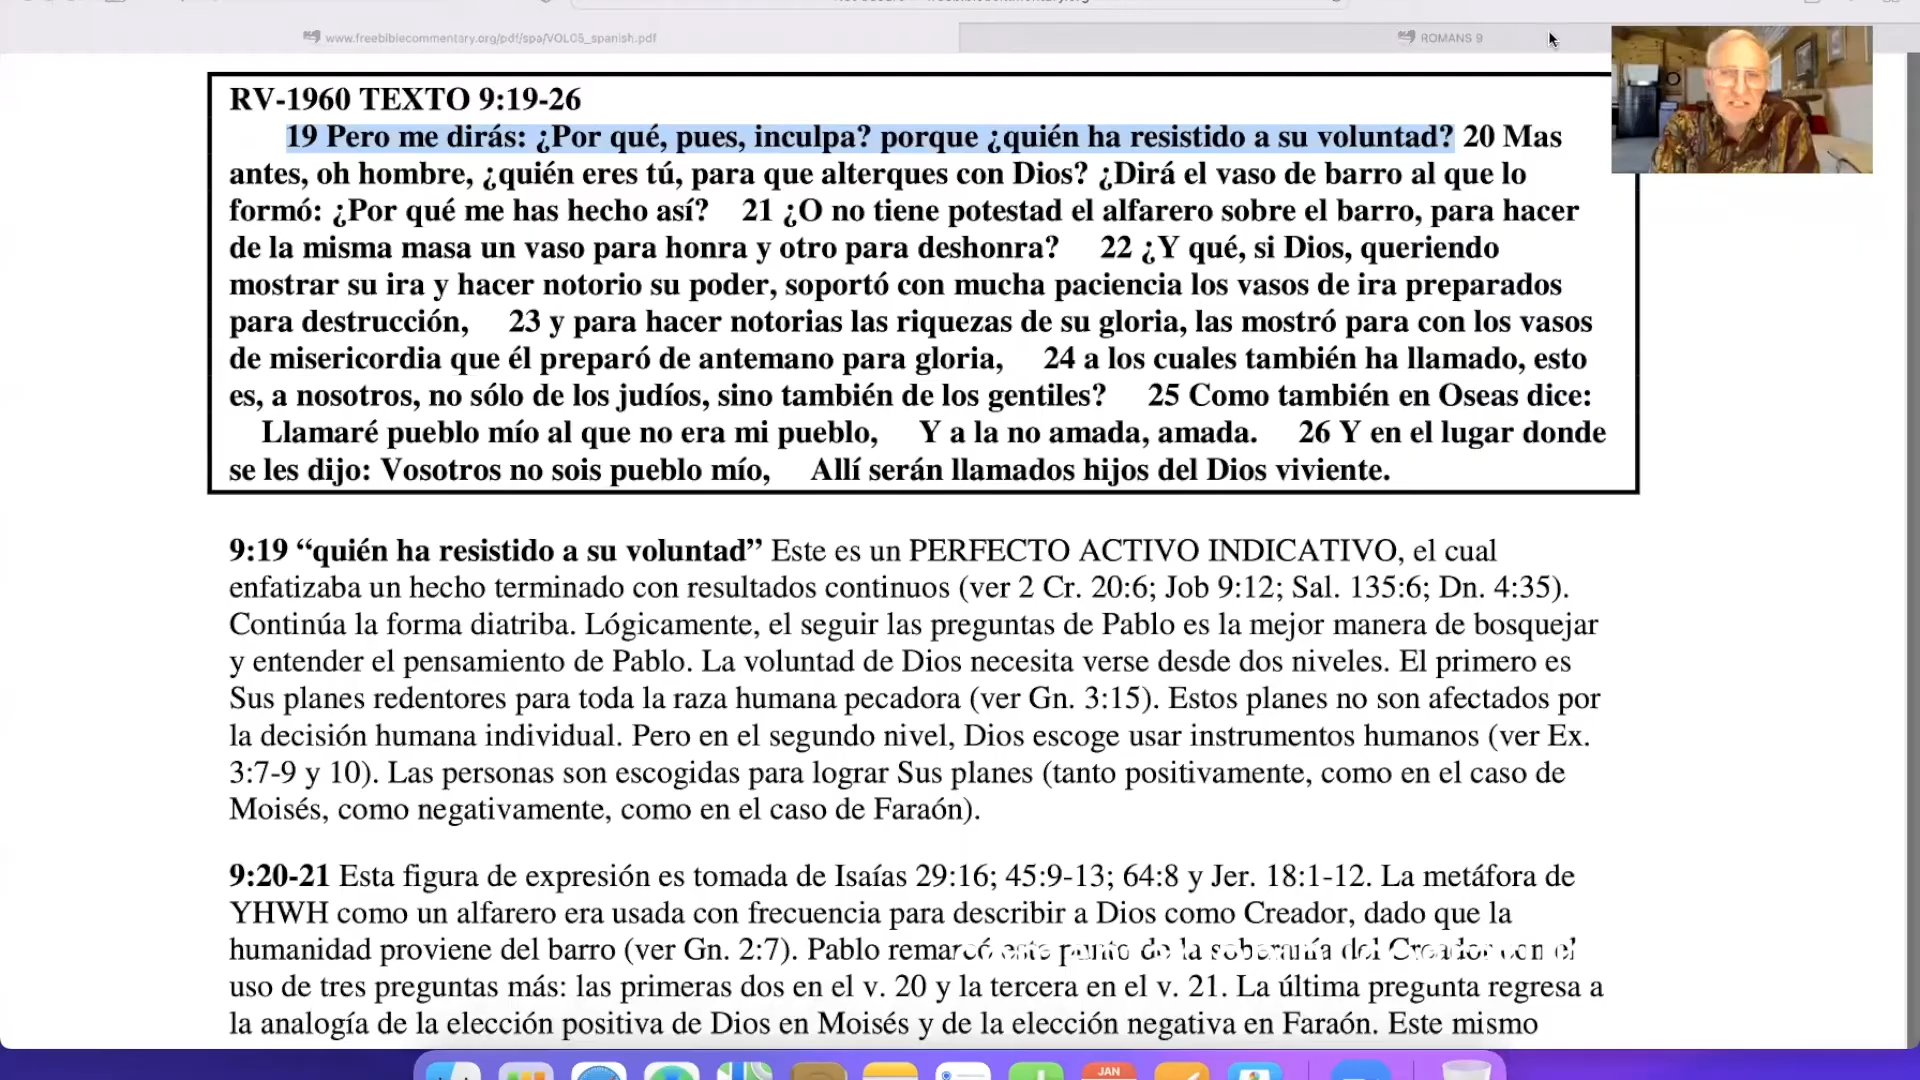 www.freebiblecommentary.org/pdf/spa/VOL05_spanish.pdf
ROMANS 9
RV-1960 TEXTO 9:19-26
19 Pero me dirás: ¿Por qué, pues, inculpa? porque ¿quién ha resistido a su voluntad? 20 Mas
antes, oh hombre, ¿quién eres tú, para que alterques con Dios? ¿Dirá el vaso de barro al que lo
formó: ¿Por qué me has hecho así? 21 ¿O no tiene potestad el alfarero sobre el barro, para hacer
de la misma masa un vaso para honra y otro para deshonra? 22 ¿Y qué, si Dios, queriendo
mostrar su ira y hacer notorio su poder, soportó con mucha paciencia los vasos de ira preparados
para destrucción, 23 y para hacer notorias las riquezas de su gloria, las mostró para con los vasos
de misericordia que él preparó de antemano para gloria, 24 a los cuales también ha llamado, esto
es, a nosotros, no sólo de los judíos, sino también de los gentiles? 25 Como también en Oseas dice:
Llamaré pueblo mío al que no era mi pueblo, Y a la no amada, amada. 26 Y en el lugar donde
se les dijo: Vosotros no sois pueblo mío, Allí serán llamados hijos del Dios viviente.
9:19 “quién ha resistido a su voluntad” Este es un PERFECTO ACTIVO INDICATIVO, el cual
enfatizaba un hecho terminado con resultados continuos (ver 2 Cr. 20:6; Job 9:12; Sal. 135:6; Dn. 4:35).
Continúa la forma diatriba. Lógicamente, el seguir las preguntas de Pablo es la mejor manera de bosquejar
y entender el pensamiento de Pablo. La voluntad de Dios necesita verse desde dos niveles. El primero es
Sus planes redentores para toda la raza humana pecadora (ver Gn. 3:15). Estos planes no son afectados por
la decisión humana individual. Pero en el segundo nivel, Dios escoge usar instrumentos humanos (ver Ex.
3:7-9 y 10). Las personas son escogidas para lograr Sus planes (tanto positivamente, como en el caso de
Moisés, como negativamente, como en el caso de Faraón).
9:20-21 Esta figura de expresión es tomada de Isaías 29:16; 45:9-13; 64:8 y Jer. 18:1-12. La metáfora de
YHWH como un alfarero era usada con frecuencia para describir a Dios como Creador, dado que la
humanidad proviene del barro (ver Gn. 2:7). Pablo remarcó este punto de la soberanía del Creador con el
uso de tres preguntas más: las primeras dos en el v. 20 y la tercera en el v. 21. La última pregunta regresa a
la analogía de la elección positiva de Dios en Moisés y de la elección negativa en Faraón. Este mismo
JAN